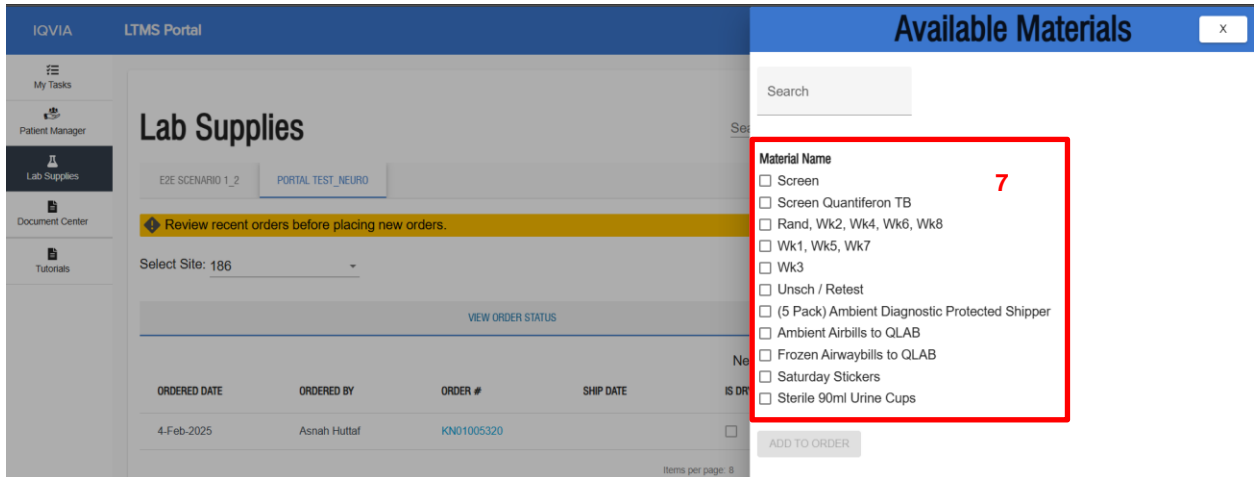 IQVIA
LTMS Portal
Available Materials
X
My Tasks
Patient Manager
Lab Supplies
Document Center
Tutorials
Lab Supplies
Sea
E2E SCENARIO 1_2
PORTAL TEST_NEURO
Review recent orders before placing new orders.
Select Site: 186
VIEW ORDER STATUS
Ne
ORDERED DATE
ORDERED BY
ORDER #
SHIP DATE
IS DR
4-Feb-2025
Asnah Huttaf
KN01005320
Items per page: 8
Search
Material Name
7
Screen
Screen Quantiferon TB
Rand, Wk2, Wk4, Wk6, Wk8
Wk1, Wk5, Wk7
Wk3
Unsch / Retest
(5 Pack) Ambient Diagnostic Protected Shipper
Ambient Airbills to QLAB
Frozen Airwaybills to QLAB
Saturday Stickers
Sterile 90ml Urine Cups
ADD TO ORDER